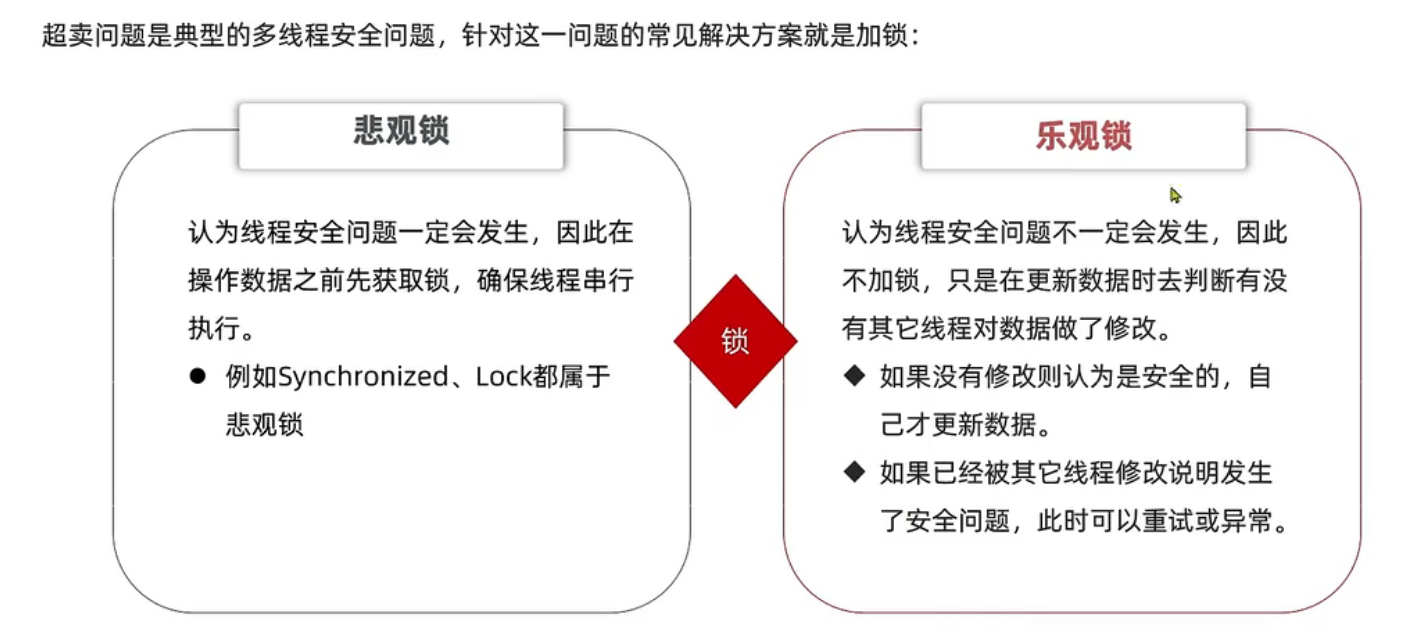 超卖问题是典型的多线程安全问题，针对这一问题的常见解决方案就是加锁：
悲观锁
认为线程安全问题一定会发生，因此在
操作数据之前先获取锁，确保线程串行
执行。
● 例如Synchronized、Lock都属于
悲观锁
锁
乐观锁
认为线程安全问题不一定会发生，因此
不加锁，只是在更新数据时去判断有没
有其它线程对数据做了修改。
◆ 如果没有修改则认为是安全的，自
己才更新数据。
◆ 如果已经被其它线程修改说明发生
了安全问题，此时可以重试或异常。